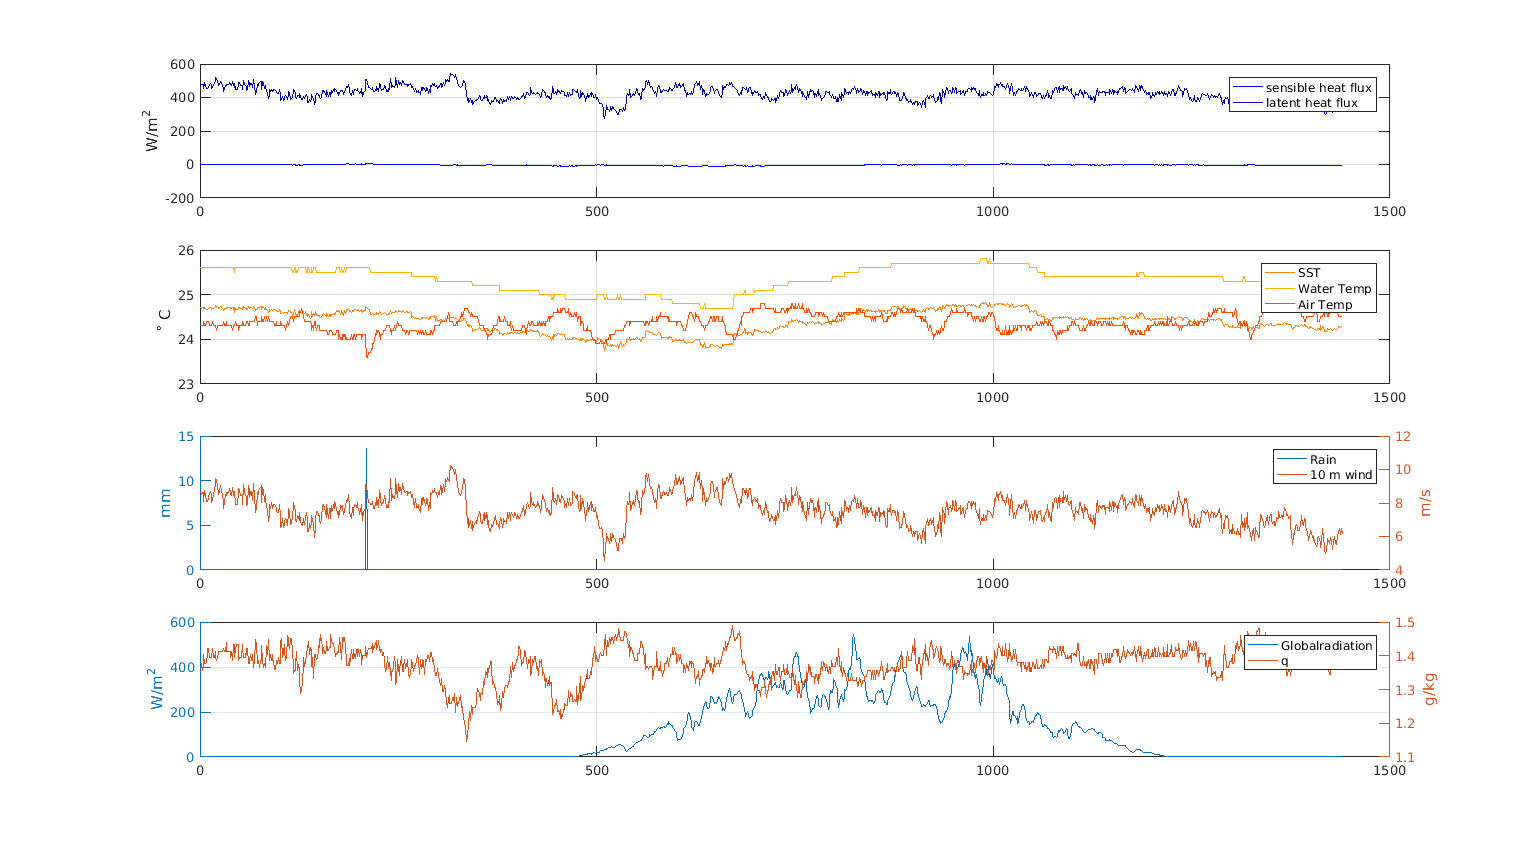 600
400
200
0
-200
W/m2
sensible heat flux
latent heat flux
0
500
1000
1500
26
25
24
23
° C
SST
Water Temp
Air Temp
0
500
1000
1500
15
10
5
0
mm
Rain
10 m wind
12
10
8
6
4
m/s
0
500
1000
1500
600
400
200
0
W/m2
Globalradiation
q
1.5
1.4
1.3
1.2
1.1
g/kg
0
500
1000
1500